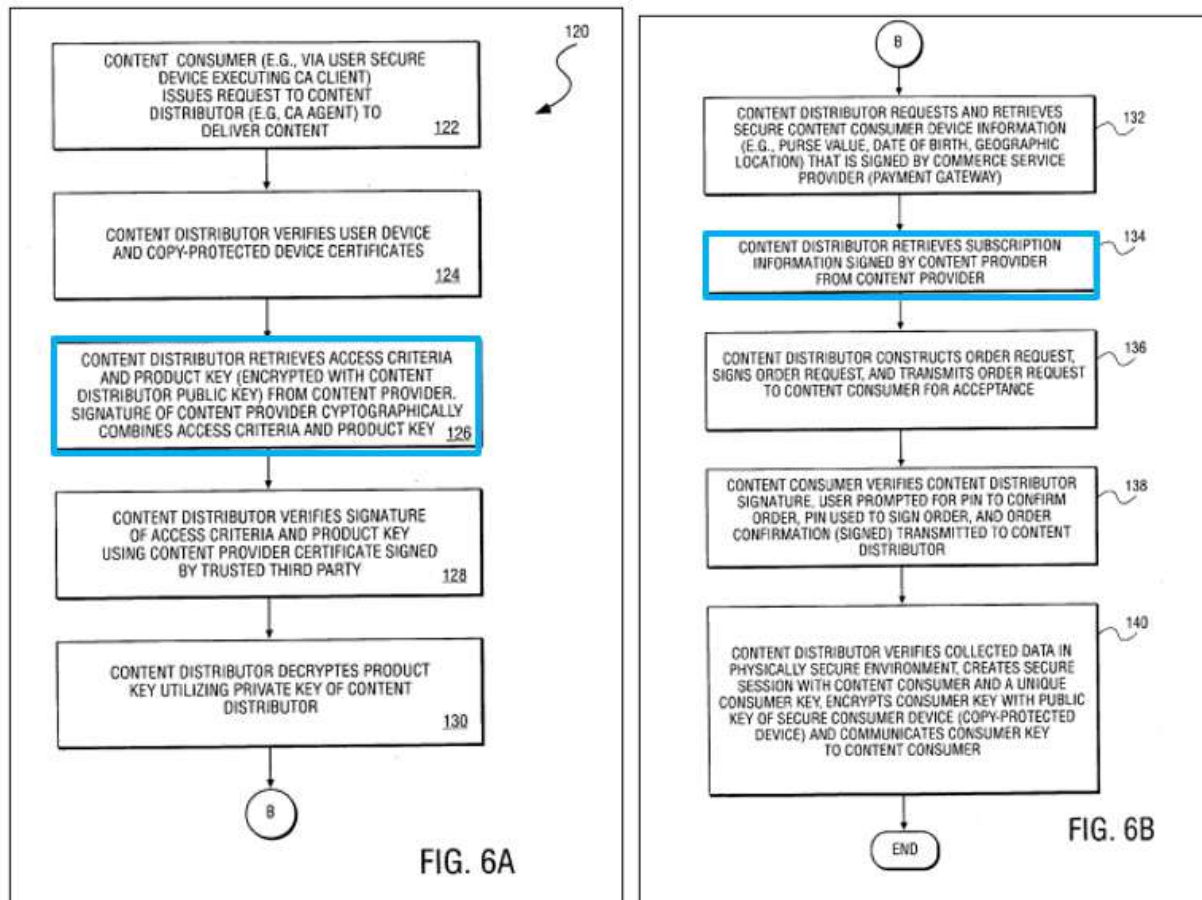 120
CONTENT CONSUMER (E.G., VIA USER SECURE
DEVICE EXECUTING CA CLIENT)
ISSUES REQUEST TO CONTENT
DISTRIBUTOR (E.G, CA AGENT) TO
DELIVER CONTENT
122
CONTENT DISTRIBUTOR VERIFIES USER DEVICE
AND COPY-PROTECTED DEVICE CERTIFICATES
124
CONTENT DISTRIBUTOR RETRIEVES ACCESS CRITERIA
AND PRODUCT KEY (ENCRYPTED WITH CONTENT
DISTRIBUTOR PUBLIC KEY) FROM CONTENT PROVIDER.
SIGNATURE OF CONTENT PROVIDER CYPTOGRAPHICALLY
COMBINES ACCESS CRITERIA AND PRODUCT KEY
126
CONTENT DISTRIBUTOR VERIFIES SIGNATURE
OF ACCESS CRITERIA AND PRODUCT KEY
USING CONTENT PROVIDER CERTIFICATE SIGNED
BY TRUSTED THIRD PARTY
128
CONTENT DISTRIBUTOR DECRYPTES PRODUCT
KEY UTILIZING PRIVATE KEY OF CONTENT
DISTRIBUTOR
130
B
FIG. 6A
B
CONTENT DISTRIBUTOR REQUESTS AND RETRIEVES
SECURE CONTENT CONSUMER DEVICE INFORMATION
(E.G., PURSE VALUE, DATE OF BIRTH, GEOGRAPHIC
LOCATION) THAT IS SIGNED BY COMMERCE SERVICE
PROVIDER (PAYMENT GATEWAY)
132
CONTENT DISTRIBUTOR RETRIEVES SUBSCRIPTION
INFORMATION SIGNED BY CONTENT PROVIDER
FROM CONTENT PROVIDER
134
CONTENT DISTRIBUTOR CONSTRUCTS ORDER REQUEST,
SIGNS ORDER REQUEST, AND TRANSMITS ORDER REQUEST
TO CONTENT CONSUMER FOR ACCEPTANCE
136
CONTENT CONSUMER VERIFIES CONTENT DISTRIBUTOR
SIGNATURE, USER PROMPTED FOR PIN TO CONFIRM
ORDER, PIN USED TO SIGN ORDER, AND ORDER
CONFIRMATION (SIGNED) TRANSMITTED TO CONTENT
DISTRIBUTOR
138
CONTENT DISTRIBUTOR VERIFIES COLLECTED DATA IN
PHYSICALLY SECURE ENVIRONMENT, CREATES SECURE
SESSION WITH CONTENT CONSUMER AND A UNIQUE
CONSUMER KEY, ENCRYPTS CONSUMER KEY WITH PUBLIC
KEY OF SECURE CONSUMER DEVICE (COPY-PROTECTED
DEVICE) AND COMMUNICATES CONSUMER KEY
TO CONTENT CONSUMER
140
END
FIG. 6B